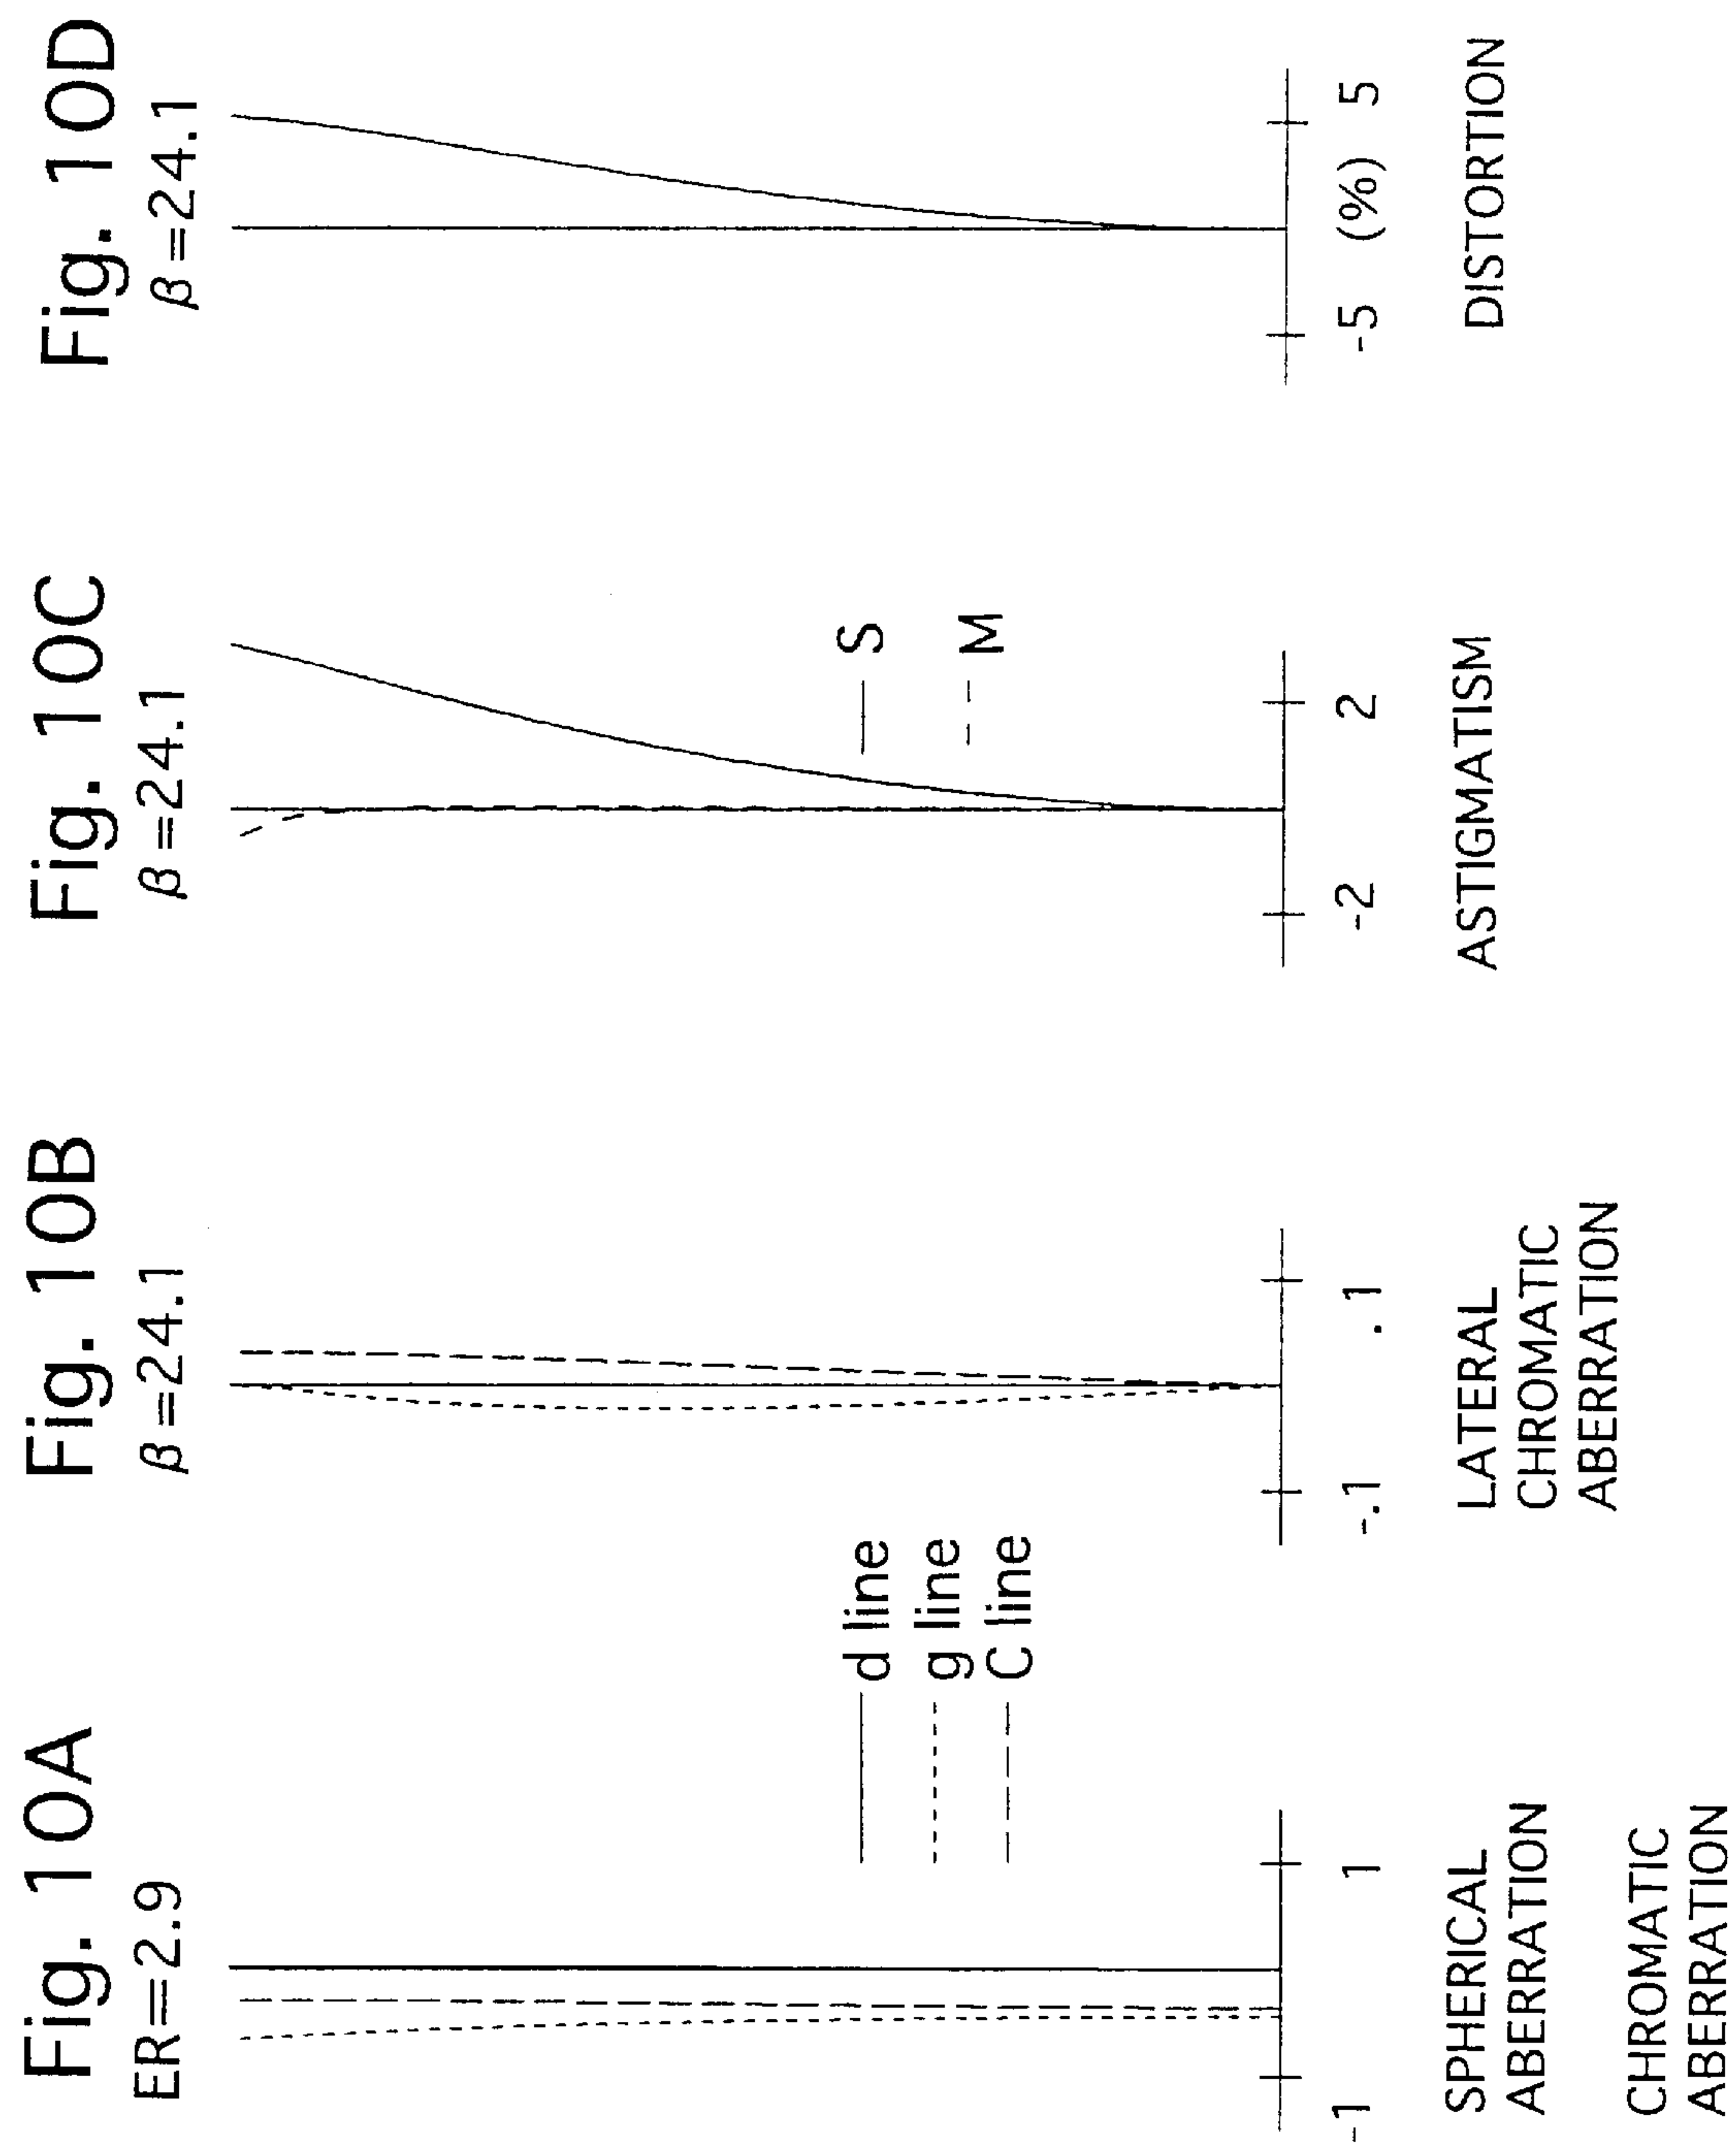 Fig. 10A
ER=2.9
d line
g line
C line
-1
1
SPHERICAL
ABERRATION
CHROMATIC
ABERRATION
Fig. 10B
β=24.1
-.1
.1
LATERAL
CHROMATIC
ABERRATION
Fig. 10C
β=24.1
S
M
-2
2
ASTIGMATISM
Fig. 10D
β=24.1
-5 (%) 5
DISTORTION